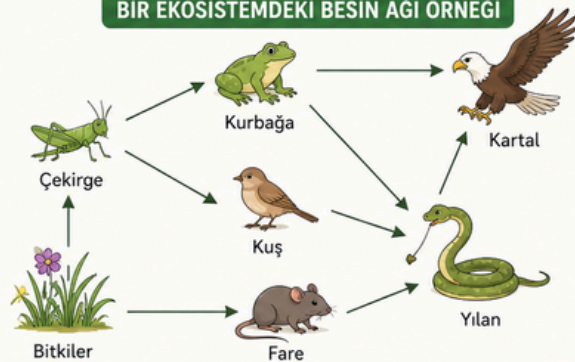 BİR EKOSİSTEMDEKİ BESİN AĞI ÖRNEĞİ
Kurbağa
Kartal
Çekirge
Kuş
Yılan
Bitkiler
Fare